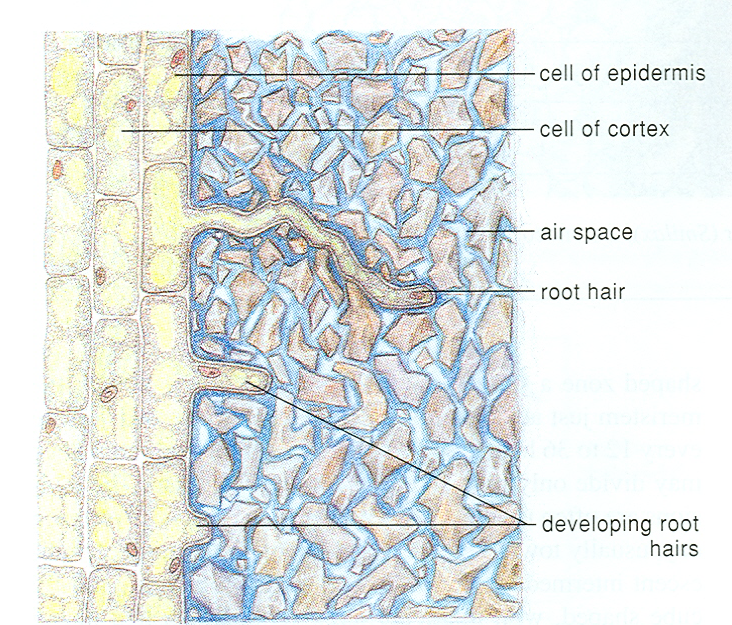 cell of epidermis
cell of cortex
air space
root hair
developing root
hairs